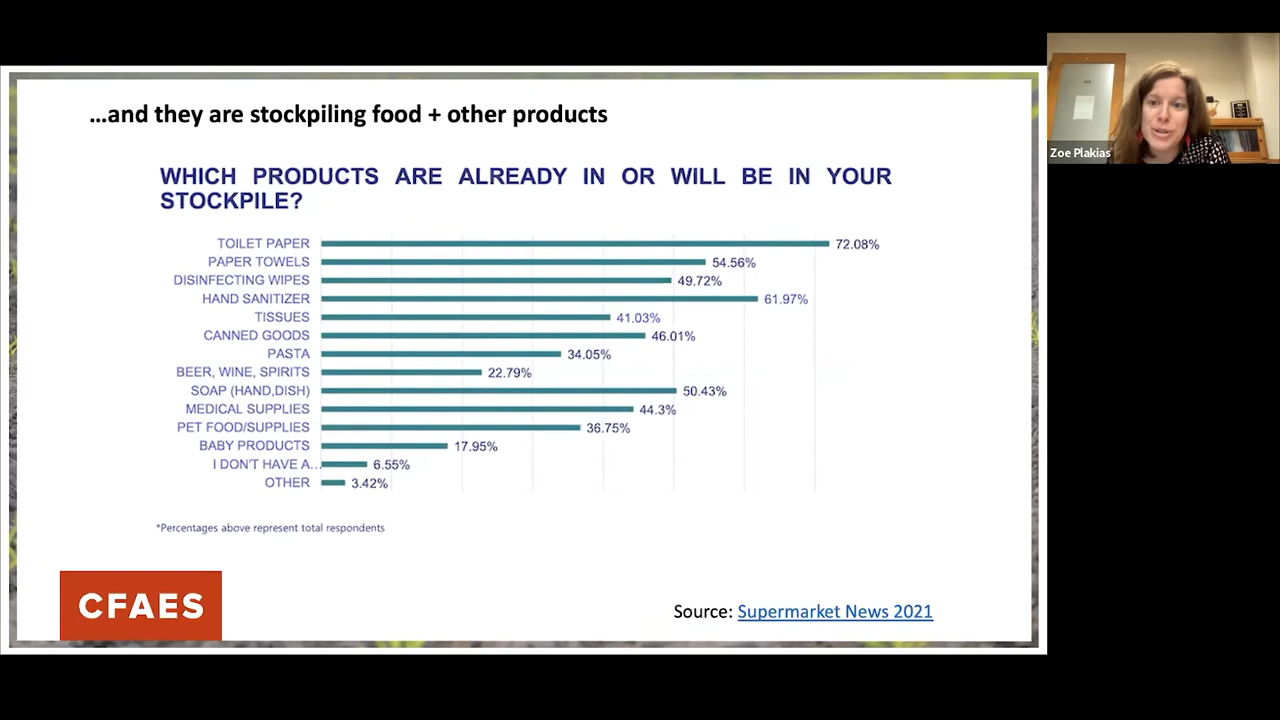 ...and they are stockpiling food + other products
WHICH PRODUCTS ARE ALREADY IN OR WILL BE IN YOUR
STOCKPILE?
TOILET PAPER 72.08%
PAPER TOWELS 54.56%
DISINFECTING WIPES 49.72%
HAND SANITIZER 61.97%
TISSUES 41.03%
CANNED GOODS 46.01%
PASTA 34.05%
BEER, WINE, SPIRITS 22.79%
SOAP (HAND,DISH) 50.43%
MEDICAL SUPPLIES 44.3%
PET FOOD/SUPPLIES 36.75%
BABY PRODUCTS 17.95%
I DON'T HAVE A... 6.55%
OTHER 3.42%
*Percentages above represent total respondents
CFAES
Source: Supermarket News 2021
Zoe Plakias